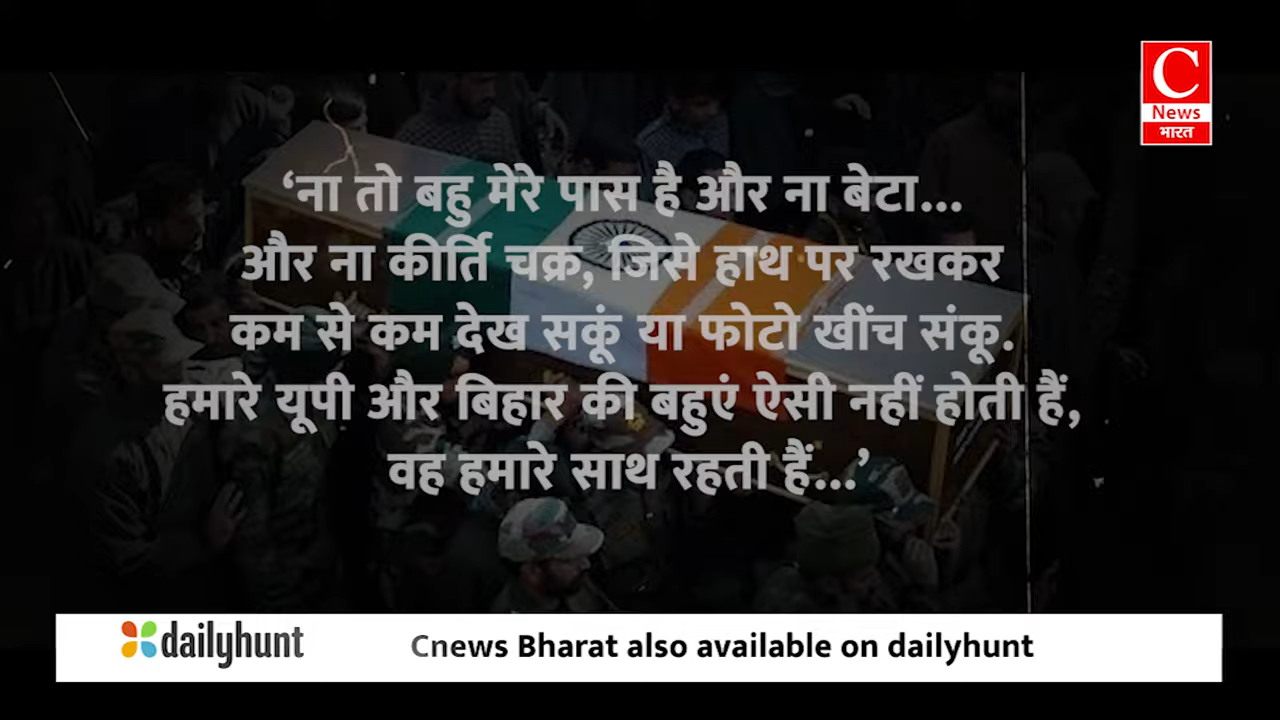 C
News
भारत
‘ना तो बहु मेरे पास है और ना बेटा...
और ना कीर्ति चक्र, जिसे हाथ पर रखकर
कम से कम देख सकूं या फोटो खींच संकू.
हमारे यूपी और बिहार की बहुएं ऐसी नहीं होती हैं,
वह हमारे साथ रहती हैं...’
dailyhunt
Cnews Bharat also available on dailyhunt